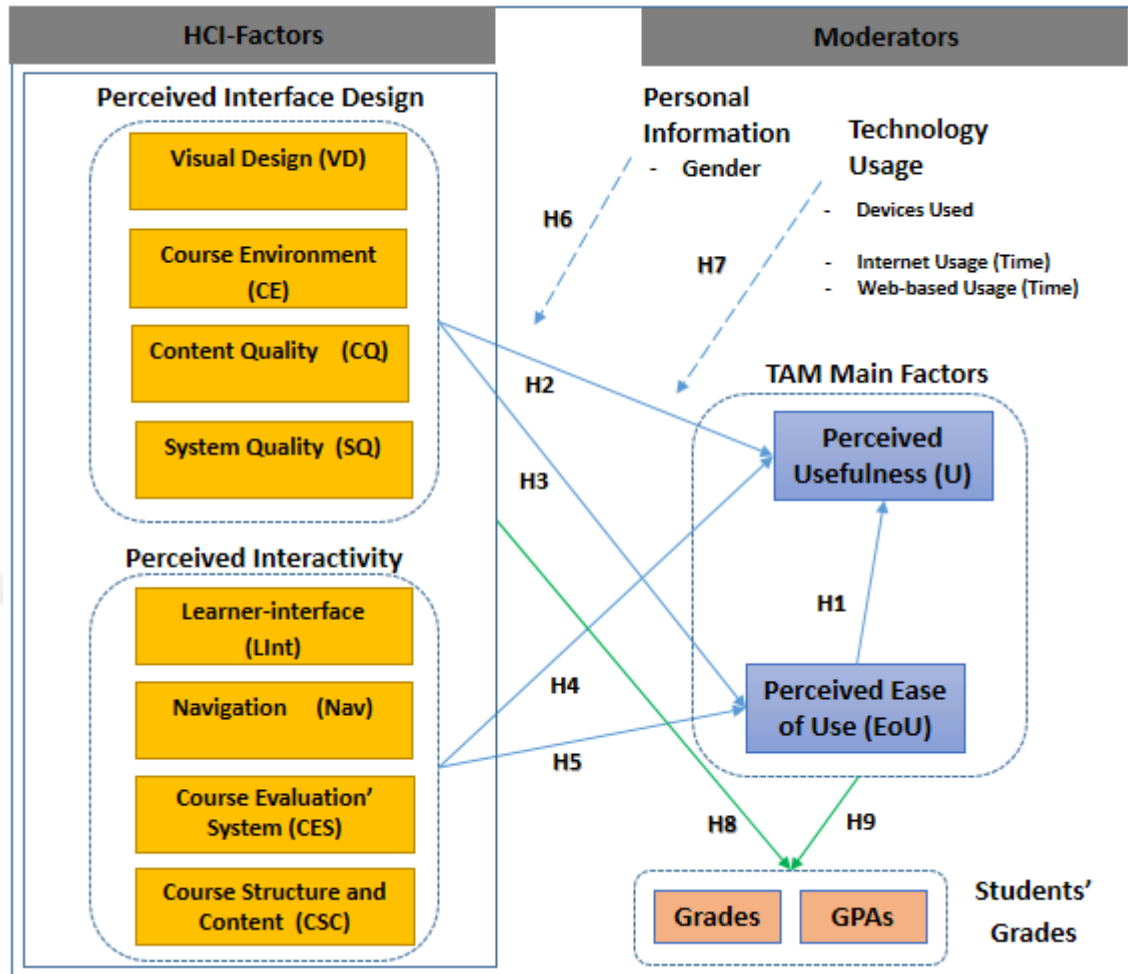 HCI-Factors
Moderators
Perceived Interface Design
Visual Design (VD)
Course Environment
(CE)
Content Quality (CQ)
System Quality (SQ)
Perceived Interactivity
Learner-interface
(LInt)
Navigation (Nav)
Course Evaluation’
System (CES)
Course Structure and
Content (CSC)
Personal
Information
- Gender
Technology
Usage
- Devices Used
- Internet Usage (Time)
- Web-based Usage (Time)
H6
H7
H2
H3
H4
H5
TAM Main Factors
Perceived
Usefulness (U)
H1
Perceived Ease
of Use (EoU)
H8
H9
Grades
GPAs
Students’
Grades